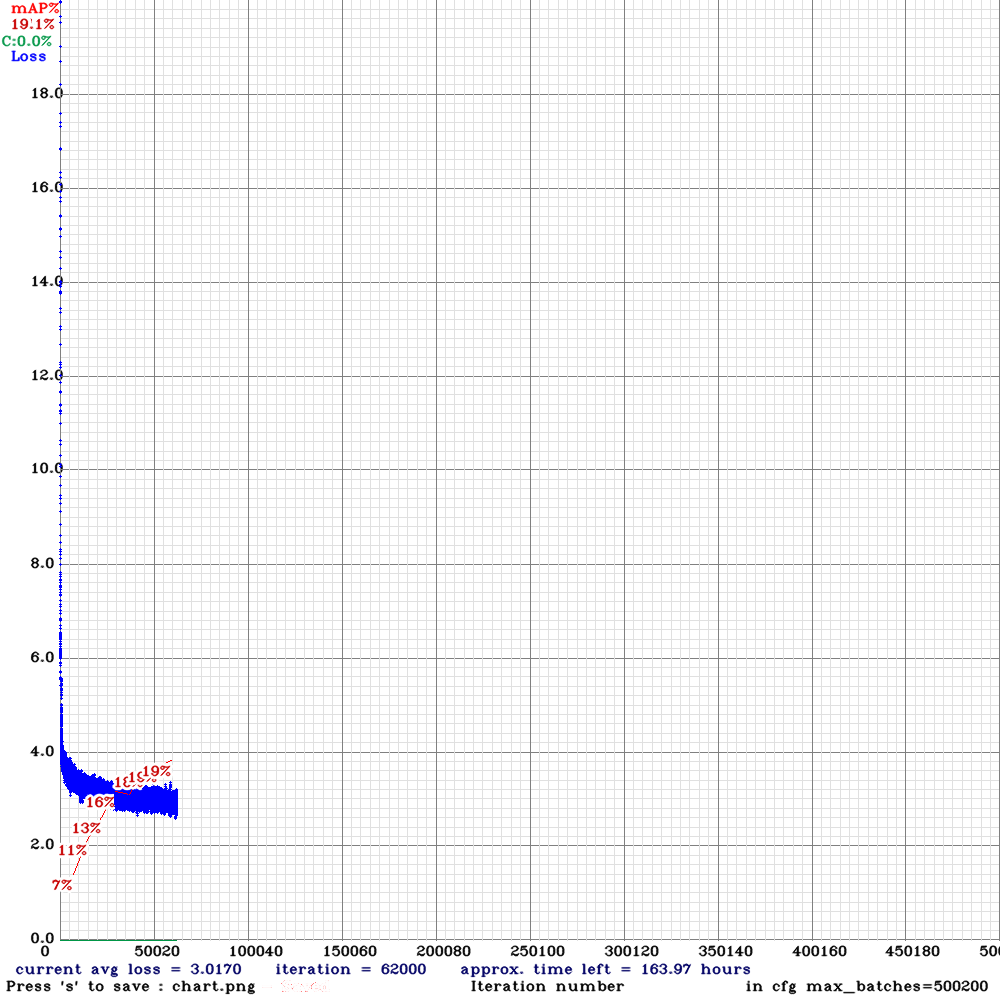 mAP%
19.1%
C:0.0%
Loss
18.0
16.0
14.0
12.0
10.0
8.0
6.0
4.0
18% 18% 19%
16%
13%
2.0
11%
7%
0.0
0 50020 100040 150060 200080 250100 300120 350140 400160 450180 500
current avg loss = 3.0170 iteration = 62000 approx. time left = 163.97 hours
Press 's' to save : chart.png Iteration number in cfg max_batches=500200